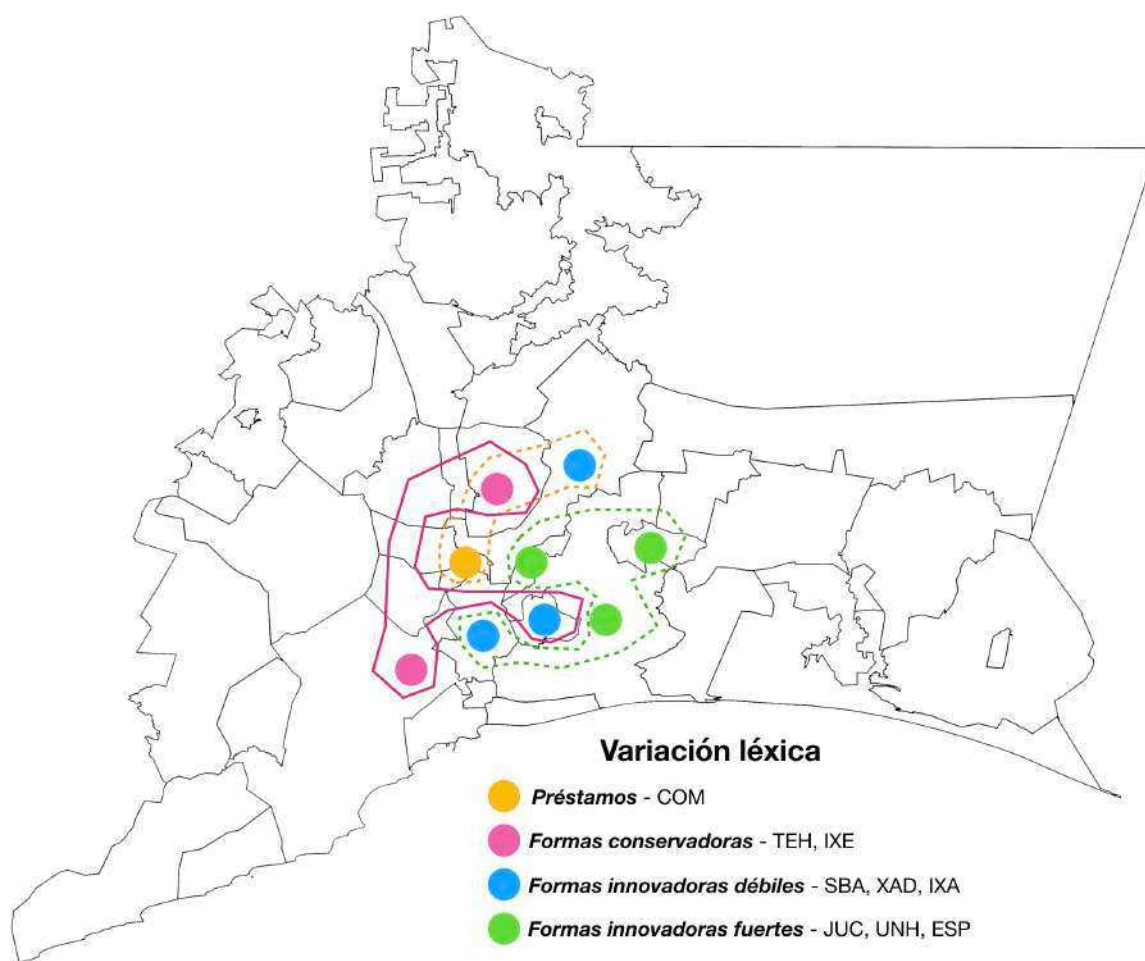 Variación léxica
Préstamos - COM
Formas conservadoras - TEH, IXE
Formas innovadoras débiles - SBA, XAD, IXA
Formas innovadoras fuertes - JUC, UNH, ESP